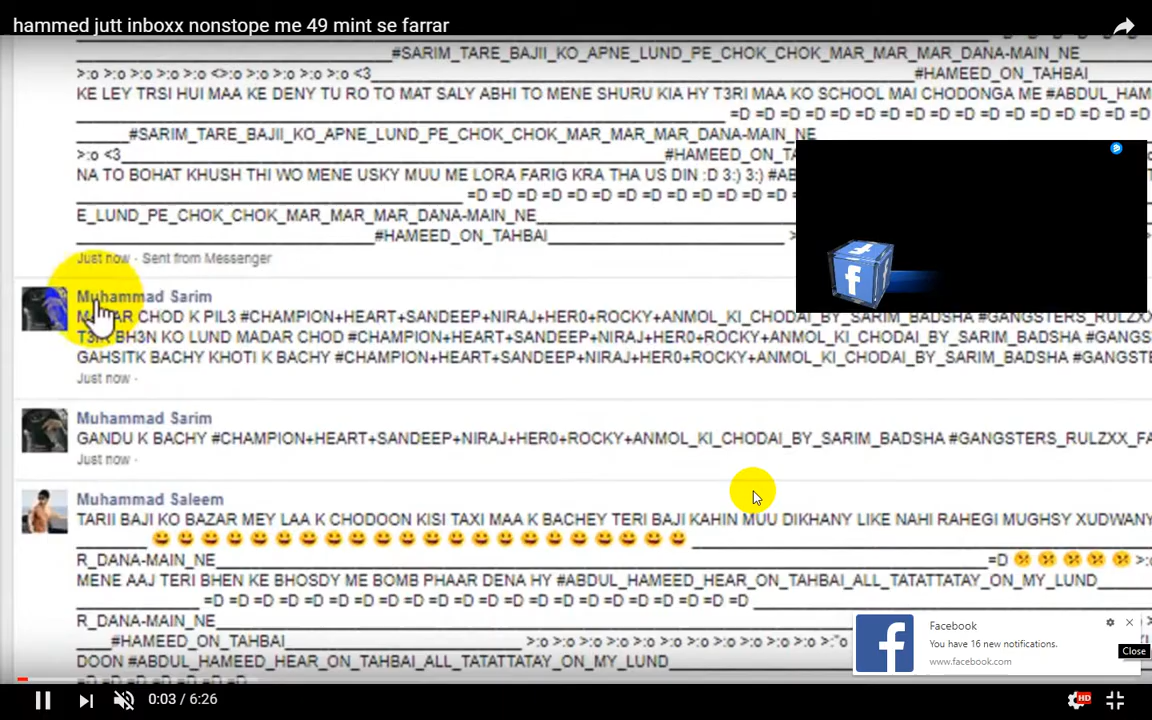 hammed jutt inboxx nonstope me 49 mint se farrar
#SARIM_TARE_BAJII_KO_APNE_LUND_PE_CHOK_CHOK_MAR_MAR_MAR_DANA-MAIN_NE
>:o >:o >:o >:o >:o <>:o >:o >:o >:o >:o <3 #HAMEED_ON_TAHBAI
KE LEY TRSI HUI MAA KE DENY TU RO TO MAT SALY ABHI TO MENE SHURU KIA HY T3RI MAA KO SCHOOL MAI CHODONGA ME #ABDUL_HAM
=D =D =D =D =D =D =D =D =D =D =D =D =D =D =D =D =D
#SARIM_TARE_BAJII_KO_APNE_LUND_PE_CHOK_CHOK_MAR_MAR_MAR_DANA-MAIN_NE
>:o <3 #HAMEED_ON_TA
NA TO BOHAT KHUSH THI WO MENE USKY MUU ME LORA FARIG KRA THA US DIN :D 3:) 3:) #AB
=D =D =D =D =D =D =D =D =D =D =D =D =D
E_LUND_PE_CHOK_CHOK_MAR_MAR_MAR_DANA-MAIN_NE
#HAMEED_ON_TAHBAI
Just now · Sent from Messenger
Muhammad Sarim
CHOD K PIL3 #CHAMPION+HEART+SANDEEP+NIRAJ+HER0+ROCKY+ANMOL_KI_CHODAI_BY_SARIM_BADSHA #GANGSTERS_RULZXX
BH3N KO LUND MADAR CHOD #CHAMPION+HEART+SANDEEP+NIRAJ+HER0+ROCKY+ANMOL_KI_CHODAI_BY_SARIM_BADSHA #GANGS
GAHSITK BACHY KHOTI K BACHY #CHAMPION+HEART+SANDEEP+NIRAJ+HER0+ROCKY+ANMOL_KI_CHODAI_BY_SARIM_BADSHA #GANGST
Just now ·
Muhammad Sarim
GANDU K BACHY #CHAMPION+HEART+SANDEEP+NIRAJ+HER0+ROCKY+ANMOL_KI_CHODAI_BY_SARIM_BADSHA #GANGSTERS_RULZXX_FA
Just now ·
Muhammad Saleem
TARII BAJI KO BAZAR MEY LAA K CHODOON KISI TAXI MAA K BACHEY TERI BAJI KAHIN MUU DIKHANY LIKE NAHI RAHEGI MUGHSY XUDWANY
R_DANA-MAIN_NE =D >:o
MENE AAJ TERI BHEN KE BHOSDY ME BOMB PHAAR DENA HY #ABDUL_HAMEED_HEAR_ON_TAHBAI_ALL_TATATTATAY_ON_MY_LUND
=D =D =D =D =D =D =D =D =D =D =D =D =D =D =D =D =D =D =D =D =D =D
R_DANA-MAIN_NE
#HAMEED_ON_TAHBAI >:o >:o >:o >:o >:o >:o >:o >:o >:o >:o >:o >:"o
DOON #ABDUL_HAMEED_HEAR_ON_TAHBAI_ALL_TATATTATAY_ON_MY_LUND
=D =D =D =D =D =D =D
Facebook
You have 16 new notifications.
www.facebook.com
Close
0:03 / 6:26
HD